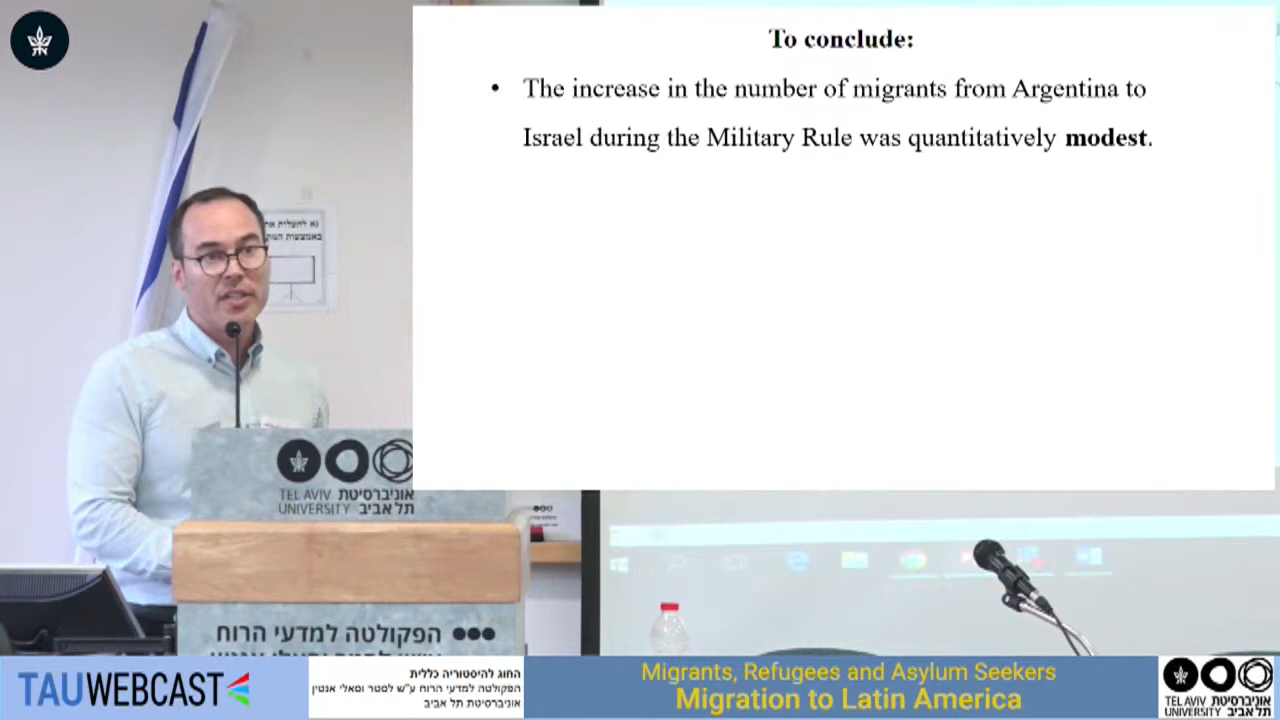 To conclude:
• The increase in the number of migrants from Argentina to
Israel during the Military Rule was quantitatively modest.
נא להעלית
באמצעית
TEL AVIV אוניברסיטת
UNIVERSITY תל אביב
הפקולטה למדעי הרוח
TAUWEBCAST
החוג להיסטוריה כללית
הפקולטה למדעי הרוח ע"ש לסטר וסאלי אנטין
אוניברסיטת תל אביב
Migrants, Refugees and Asylum Seekers
Migration to Latin America
TEL AVIV אוניברסיטת
UNIVERSITY תל אביב